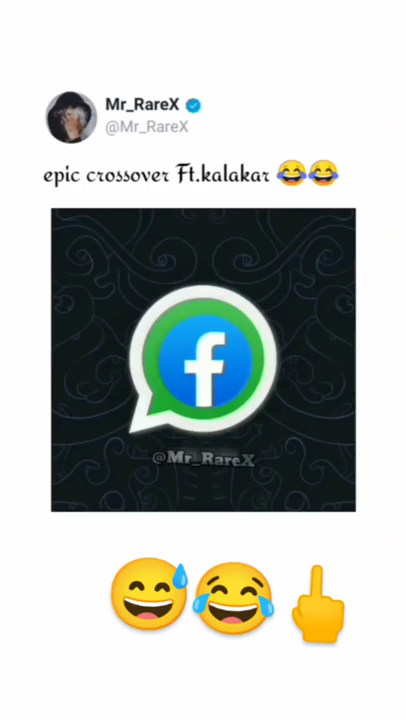 Mr_RareX
@Mr_RareX
epic crossover Ft.kalakar 😂😂
f
@Mr_RareX